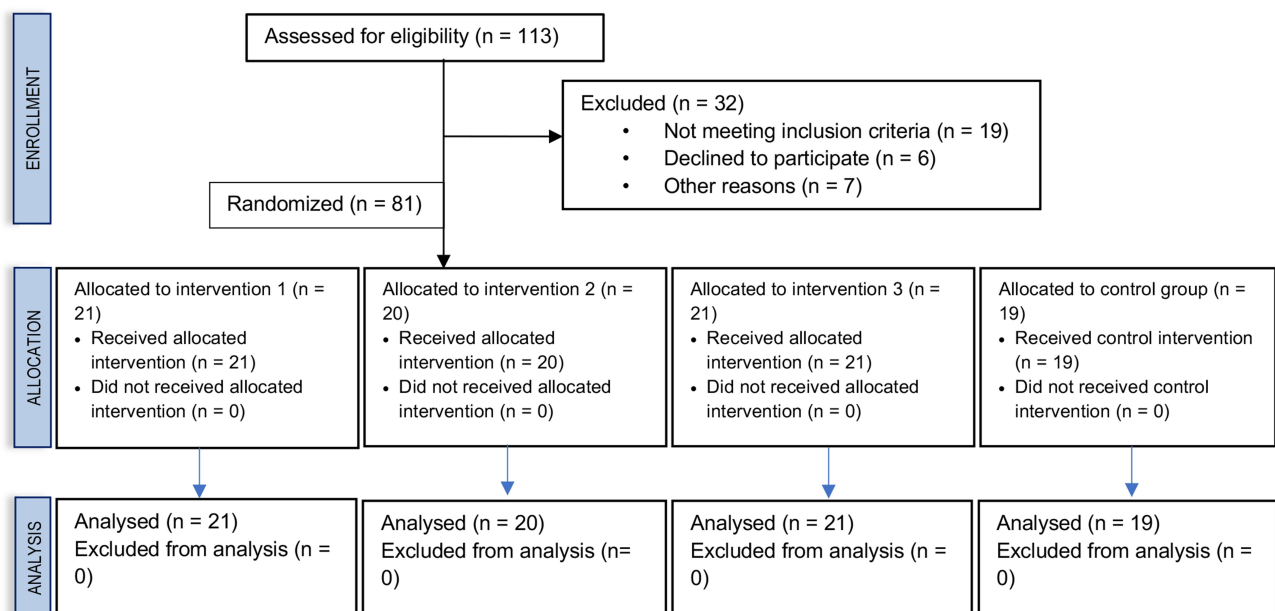 ENROLLMENT
Assessed for eligibility (n = 113)
Excluded (n = 32)
• Not meeting inclusion criteria (n = 19)
• Declined to participate (n = 6)
• Other reasons (n = 7)
Randomized (n = 81)
ALLOCATION
Allocated to intervention 1 (n =
21)
• Received allocated
intervention (n = 21)
• Did not received allocated
intervention (n = 0)
Allocated to intervention 2 (n =
20)
• Received allocated
intervention (n = 20)
• Did not received allocated
intervention (n = 0)
Allocated to intervention 3 (n =
21)
• Received allocated
intervention (n = 21)
• Did not received allocated
intervention (n = 0)
Allocated to control group (n =
19)
• Received control intervention
(n = 19)
• Did not received control
intervention (n = 0)
ANALYSIS
Analysed (n = 21)
Excluded from analysis (n =
0)
Analysed (n = 20)
Excluded from analysis (n=
0)
Analysed (n = 21)
Excluded from analysis (n =
0)
Analysed (n = 19)
Excluded from analysis (n =
0)